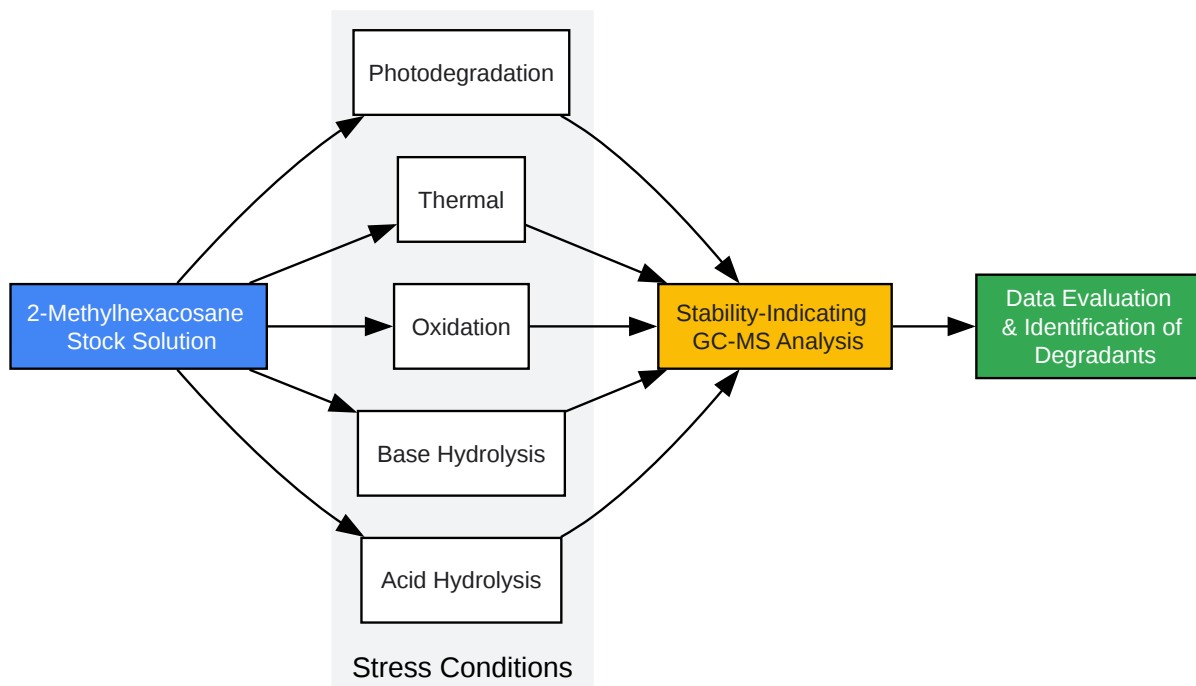 Photodegradation
Thermal
2-Methylhexacosane
Stock Solution
Oxidation
Stability-Indicating
GC-MS Analysis
Data Evaluation
& Identification of
Degradants
Base Hydrolysis
Acid Hydrolysis
Stress Conditions